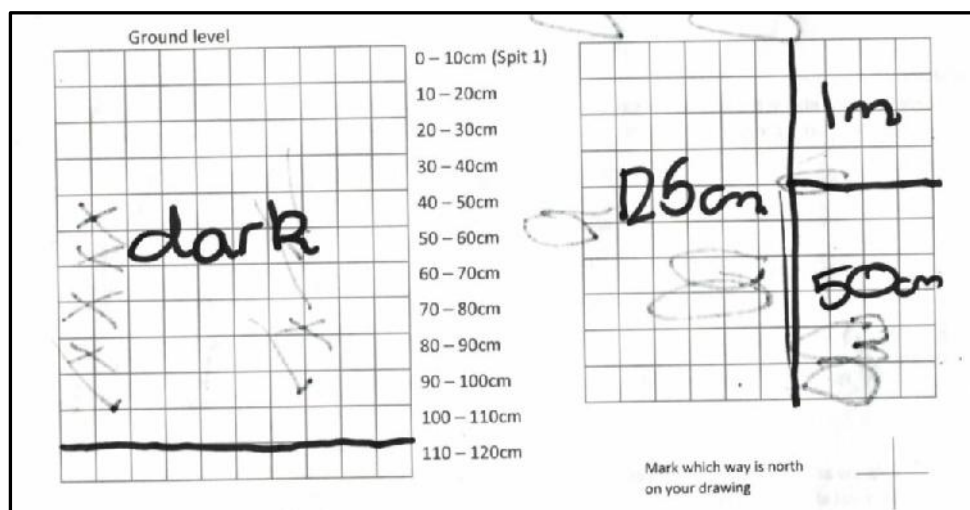 Ground level
0 – 10cm (Spit 1)
10 – 20cm
20 – 30cm
30 – 40cm
40 – 50cm
50 – 60cm
60 – 70cm
70 – 80cm
80 – 90cm
90 – 100cm
100 – 110cm
110 – 120cm
dark
1m
125cm
50cm
Mark which way is north
on your drawing